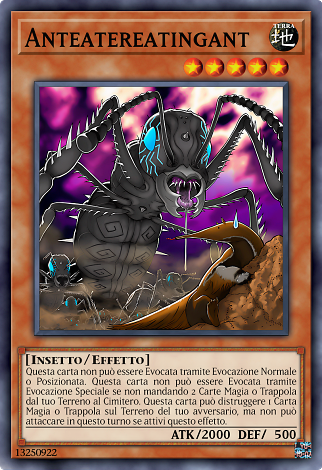 Anteatereatingant
TERRA
地
[Insetto/Effetto]
Questa carta non può essere Evocata tramite Evocazione Normale
o Posizionata. Questa carta non può essere Evocata tramite
Evocazione Speciale se non mandando 2 Carte Magia o Trappola
dal tuo Terreno al Cimitero. Questa carta può distruggere 1 Carta
Magia o Trappola sul Terreno del tuo avversario, ma non può
attaccare in questo turno se attivi questo effetto.
ATK/2000 DEF/ 500
13250922